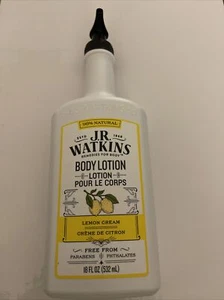 100% NATURAL
ESTD 1868
J.R.
WATKINS
REMEDIES FOR BODY
BODY LOTION
LOTION
POUR LE CORPS
LEMON CREAM
CRÈME DE CITRON
FREE FROM
PARABENS PHTHALATES
18 FL OZ (532 mL)